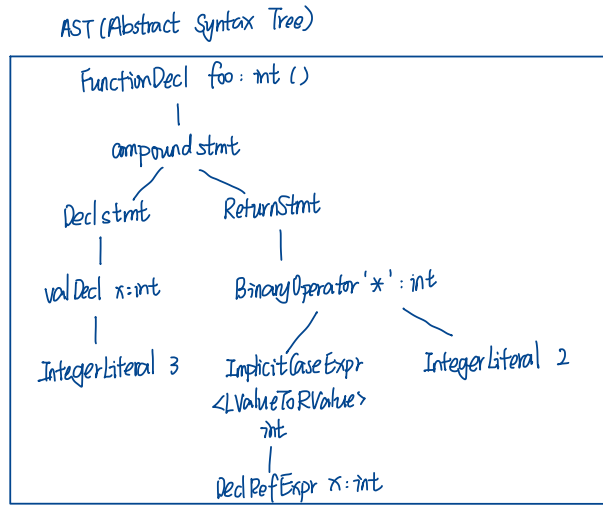 AST (Abstract Syntax Tree)
FunctionDecl foo: int ()
compound stmt
Decl stmt
ReturnStmt
valDecl x:int
BinaryOperator '*' : int
IntegerLiteral 3
ImplicitCaseExpr
<LValueToRValue>
int
IntegerLiteral 2
DeclRefExpr x:int